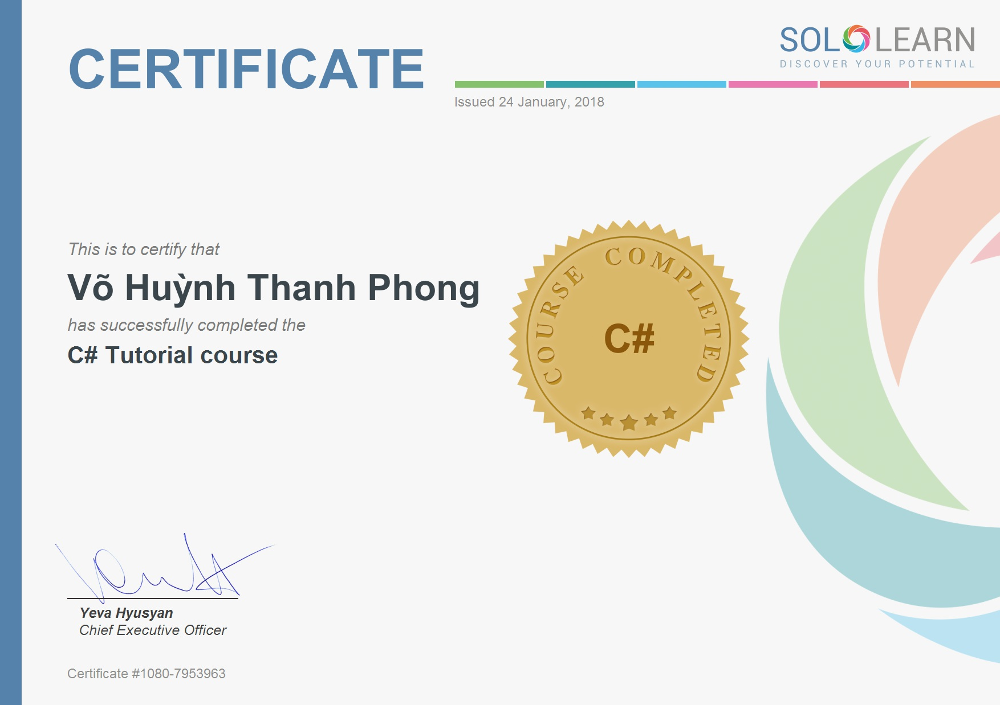 CERTIFICATE
SOLOLEARN
DISCOVER YOUR POTENTIAL
Issued 24 January, 2018
This is to certify that
Võ Huỳnh Thanh Phong
has successfully completed the
C# Tutorial course
COURSE COMPLETED
C#
Yeva Hyusyan
Chief Executive Officer
Certificate #1080-7953963